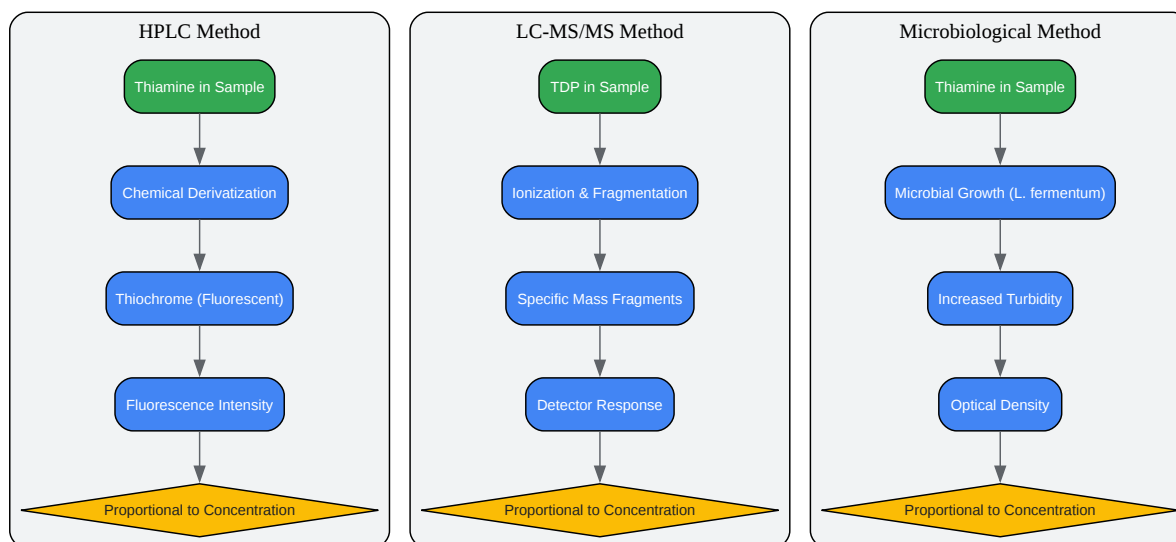 HPLC Method
Thiamine in Sample
Chemical Derivatization
Thiochrome (Fluorescent)
Fluorescence Intensity
Proportional to Concentration
LC-MS/MS Method
TDP in Sample
Ionization & Fragmentation
Specific Mass Fragments
Detector Response
Proportional to Concentration
Microbiological Method
Thiamine in Sample
Microbial Growth (L. fermentum)
Increased Turbidity
Optical Density
Proportional to Concentration